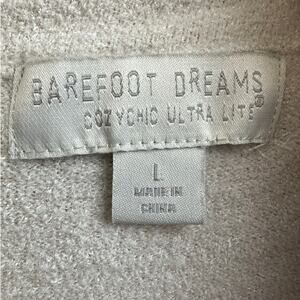 BAREFOOT DREAMS®
COZYCHIC ULTRA LITE
L
MADE IN
CHINA